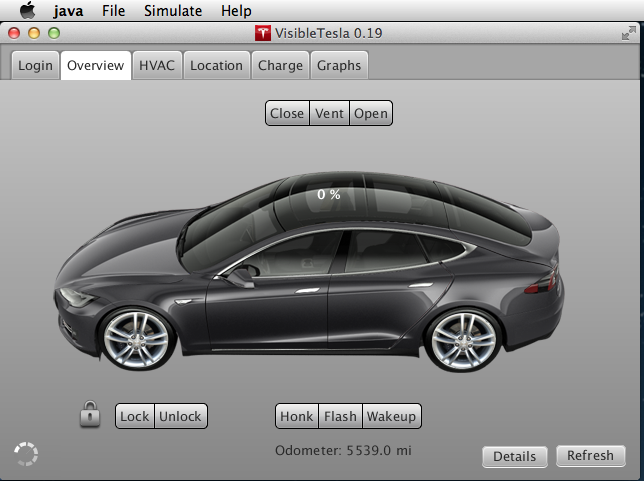 java File Simulate Help
VisibleTesla 0.19
Login Overview HVAC Location Charge Graphs
Close Vent Open
0 %
Lock Unlock Honk Flash Wakeup
Odometer: 5539.0 mi
Details Refresh